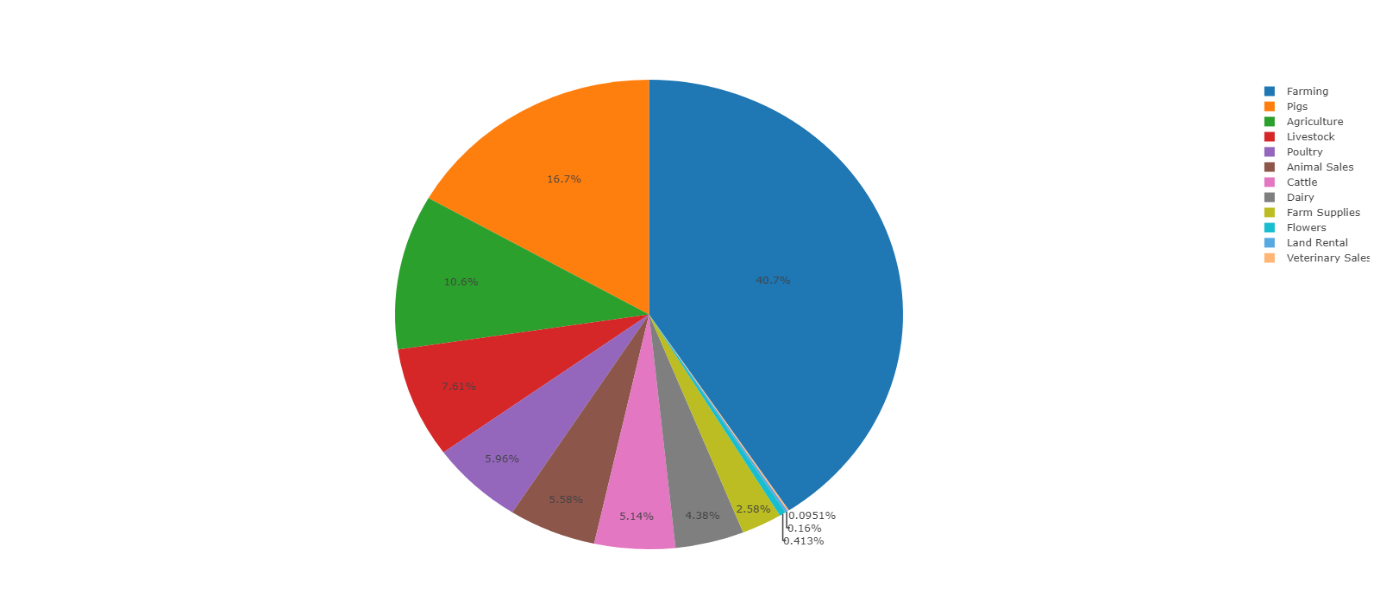 40.7%
16.7%
10.6%
7.61%
5.96%
5.58%
5.14%
4.38%
2.58%
0.0951%
0.16%
0.413%
Farming
Pigs
Agriculture
Livestock
Poultry
Animal Sales
Cattle
Dairy
Farm Supplies
Flowers
Land Rental
Veterinary Sales